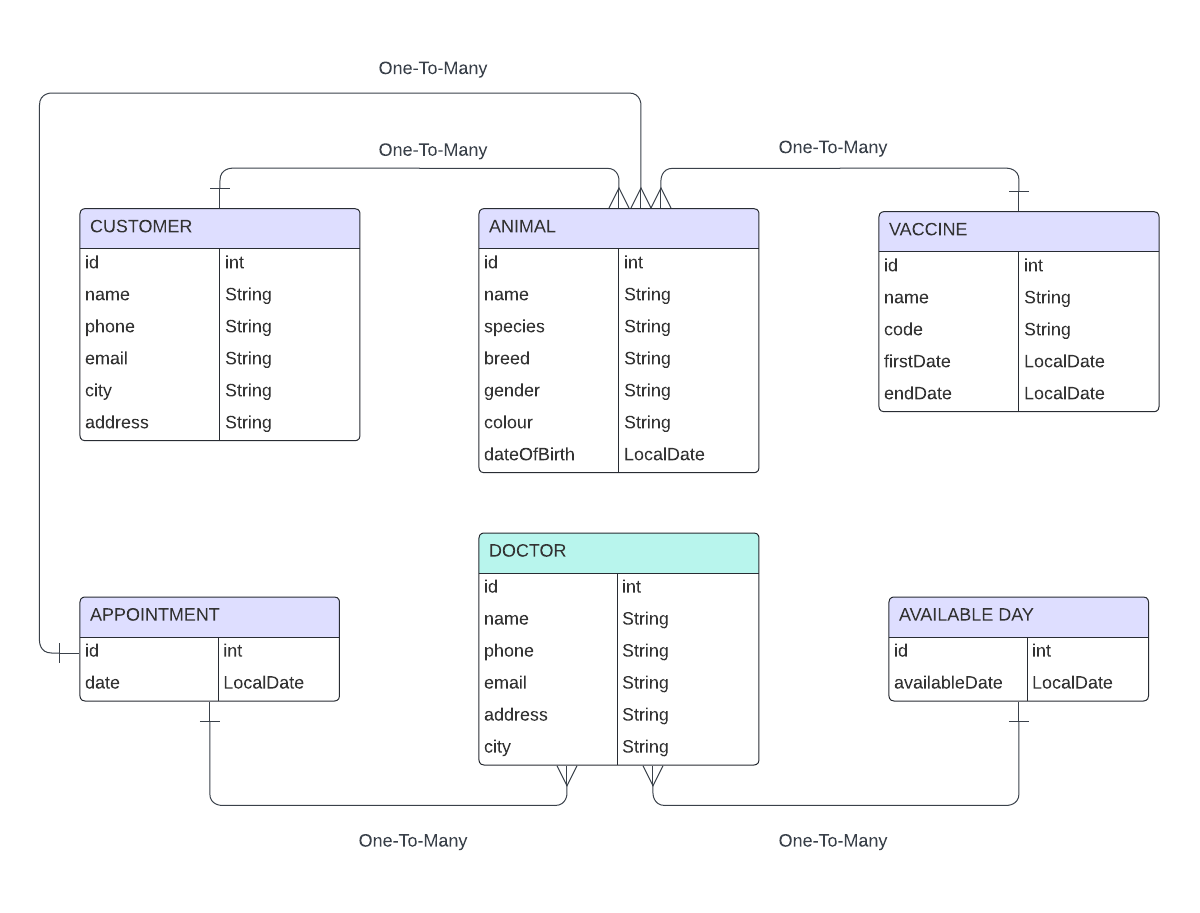 One-To-Many
One-To-Many
One-To-Many
CUSTOMER
id int
name String
phone String
email String
city String
address String
ANIMAL
id int
name String
species String
breed String
gender String
colour String
dateOfBirth LocalDate
VACCINE
id int
name String
code String
firstDate LocalDate
endDate LocalDate
APPOINTMENT
id int
date LocalDate
DOCTOR
id int
name String
phone String
email String
address String
city String
AVAILABLE DAY
id int
availableDate LocalDate
One-To-Many
One-To-Many